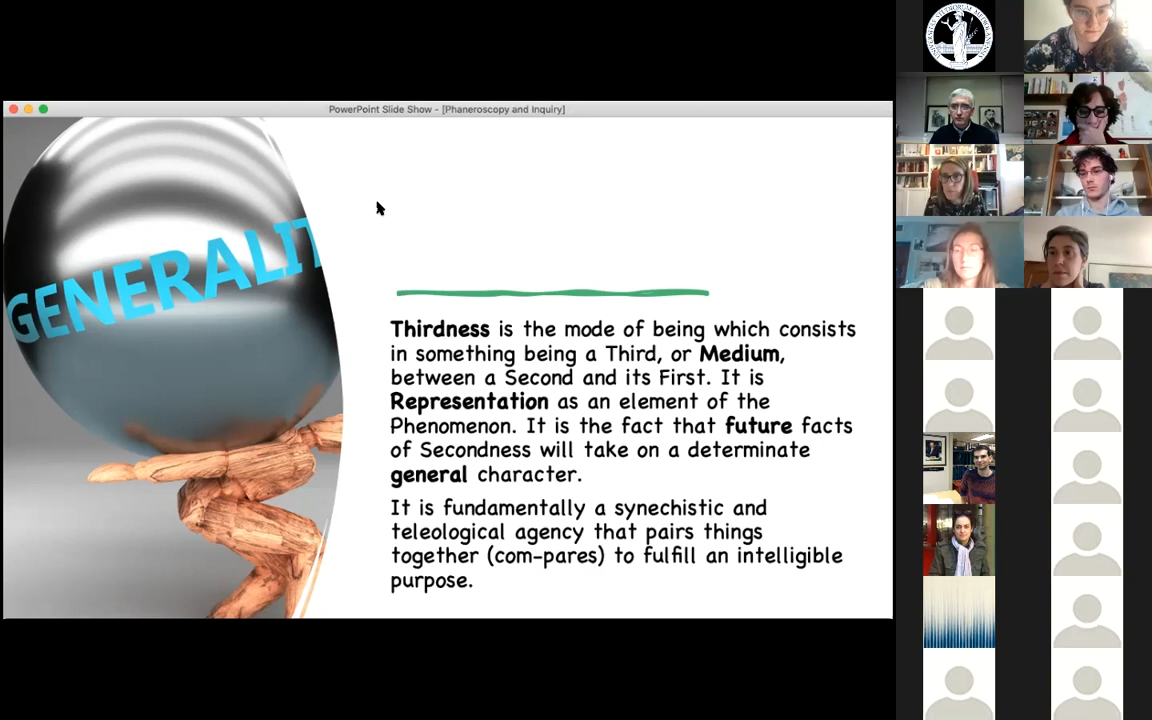 PowerPoint Slide Show - [Phaneroscopy and Inquiry]
GENERALIT
Thirdness is the mode of being which consists
in something being a Third, or Medium,
between a Second and its First. It is
Representation as an element of the
Phenomenon. It is the fact that future facts
of Secondness will take on a determinate
general character.
It is fundamentally a synechistic and
teleological agency that pairs things
together (com-pares) to fulfill an intelligible
purpose.
UNIVERSITAS STUDIORUM MEDIOLANENSIS